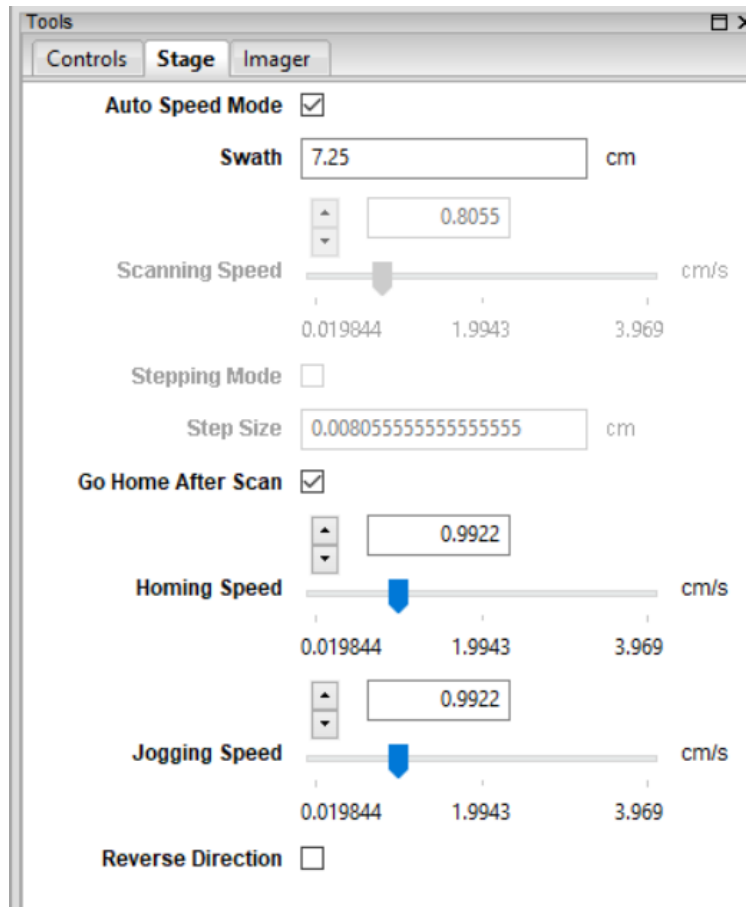 Tools
Controls Stage Imager
Auto Speed Mode
Swath 7.25 cm
0.8055
Scanning Speed cm/s
0.019844 1.9943 3.969
Stepping Mode
Step Size 0.008055555555555555 cm
Go Home After Scan
0.9922
Homing Speed cm/s
0.019844 1.9943 3.969
0.9922
Jogging Speed cm/s
0.019844 1.9943 3.969
Reverse Direction